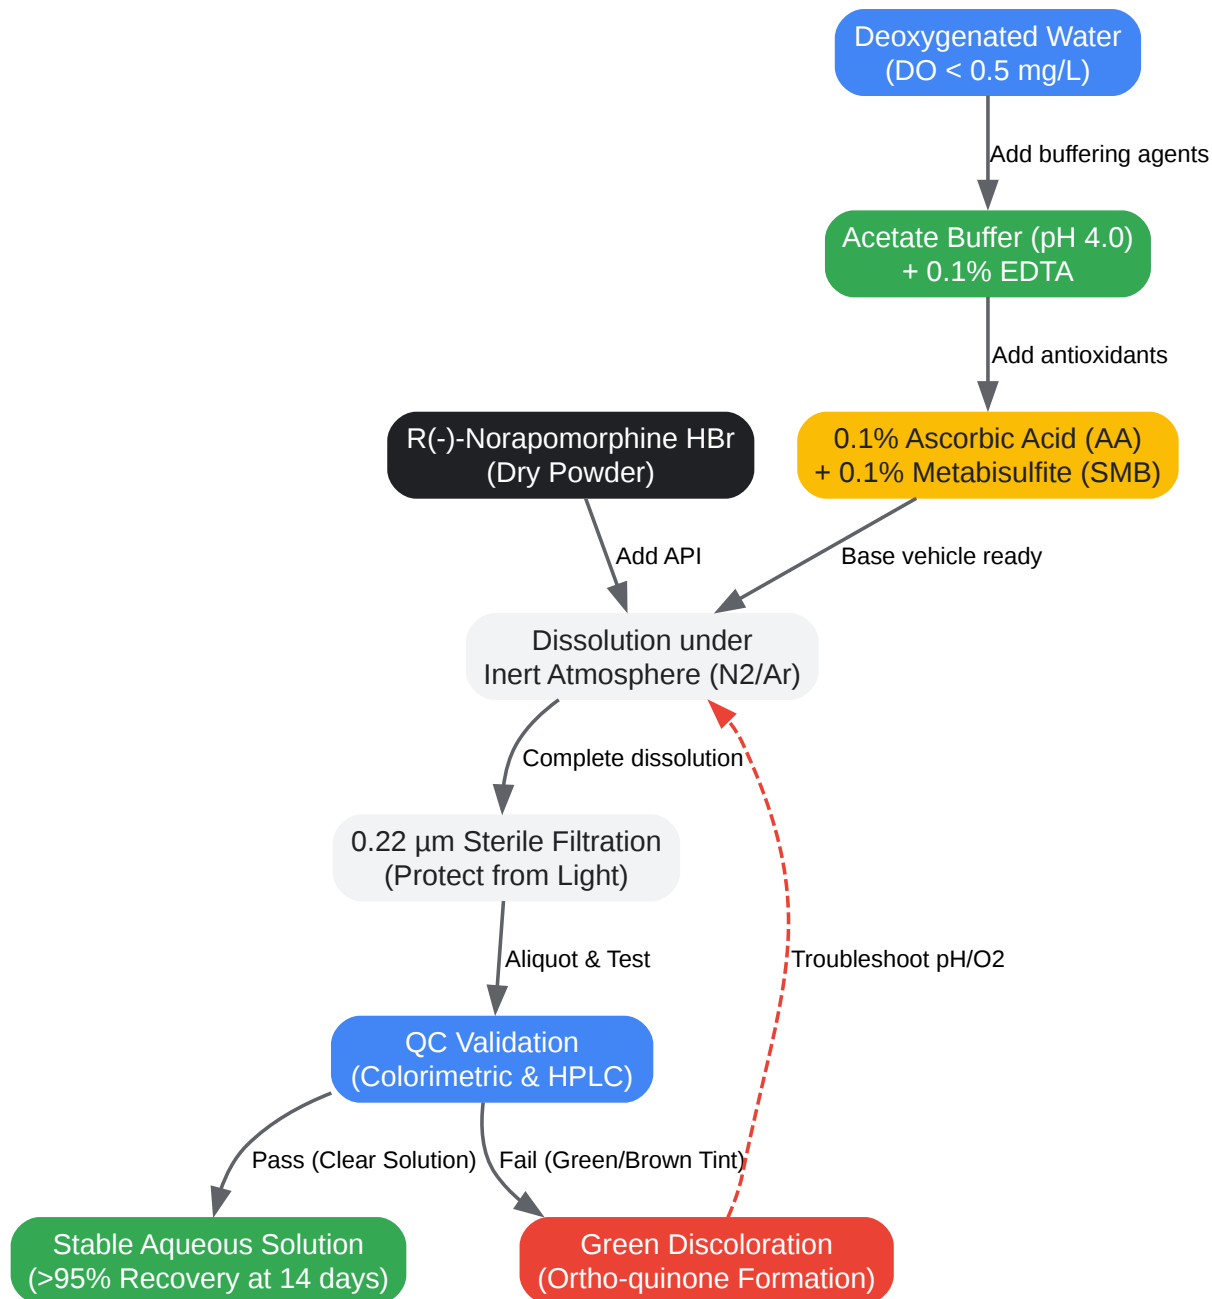 Deoxygenated Water
(DO < 0.5 mg/L)
Add buffering agents
Acetate Buffer (pH 4.0)
+ 0.1% EDTA
Add antioxidants
R(-)-Norapomorphine HBr
(Dry Powder)
0.1% Ascorbic Acid (AA)
+ 0.1% Metabisulfite (SMB)
Add API
Base vehicle ready
Dissolution under
Inert Atmosphere (N2/Ar)
Complete dissolution
0.22 µm Sterile Filtration
(Protect from Light)
Aliquot & Test
Troubleshoot pH/O2
QC Validation
(Colorimetric & HPLC)
Pass (Clear Solution)
Fail (Green/Brown Tint)
Stable Aqueous Solution
(>95% Recovery at 14 days)
Green Discoloration
(Ortho-quinone Formation)